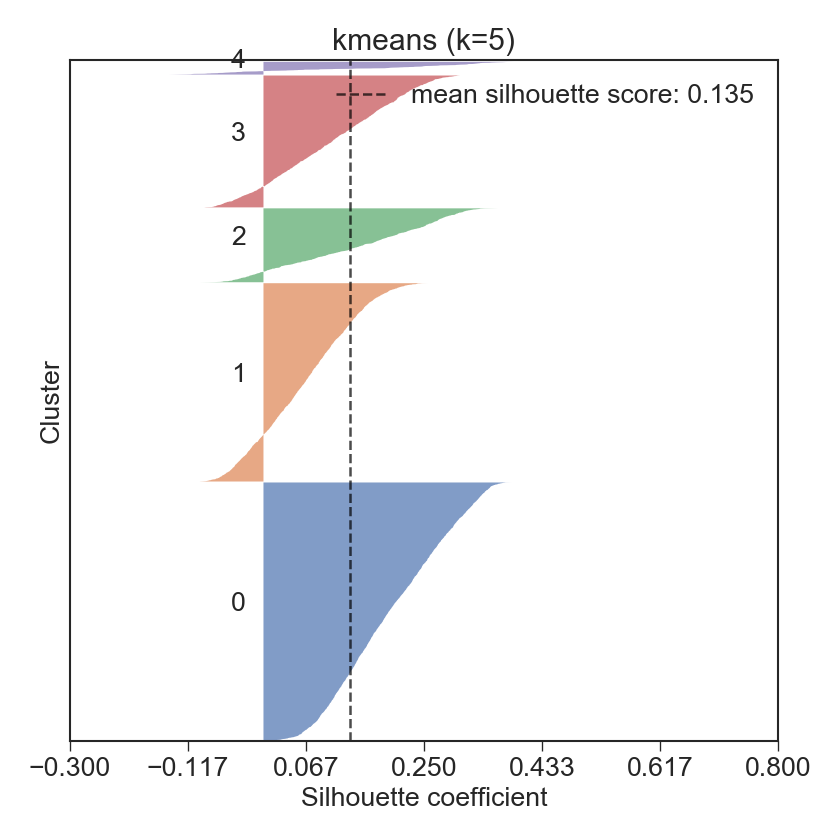 kmeans (k=5)
4
mean silhouette score: 0.135
3
2
1
0
Cluster
−0.300 −0.117 0.067 0.250 0.433 0.617 0.800
Silhouette coefficient